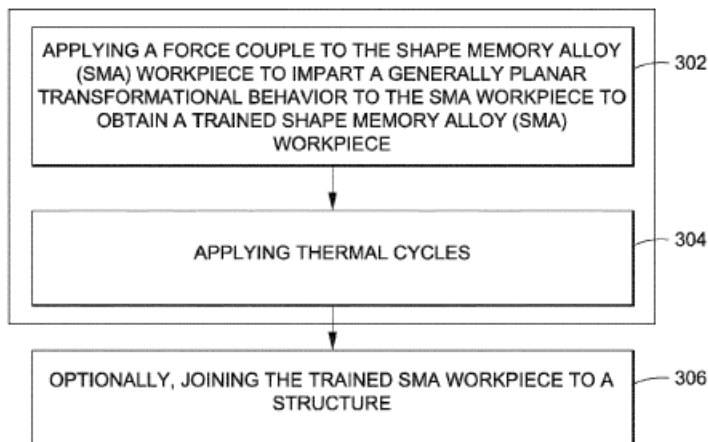 APPLYING A FORCE COUPLE TO THE SHAPE MEMORY ALLOY
(SMA) WORKPIECE TO IMPART A GENERALLY PLANAR
TRANSFORMATIONAL BEHAVIOR TO THE SMA WORKPIECE TO
OBTAIN A TRAINED SHAPE MEMORY ALLOY (SMA)
WORKPIECE
302
APPLYING THERMAL CYCLES
304
OPTIONALLY, JOINING THE TRAINED SMA WORKPIECE TO A
STRUCTURE
306